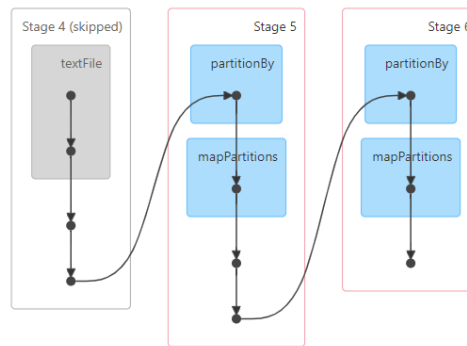 Stage 4 (skipped)
textFile
Stage 5
partitionBy
mapPartitions
Stage 6
partitionBy
mapPartitions